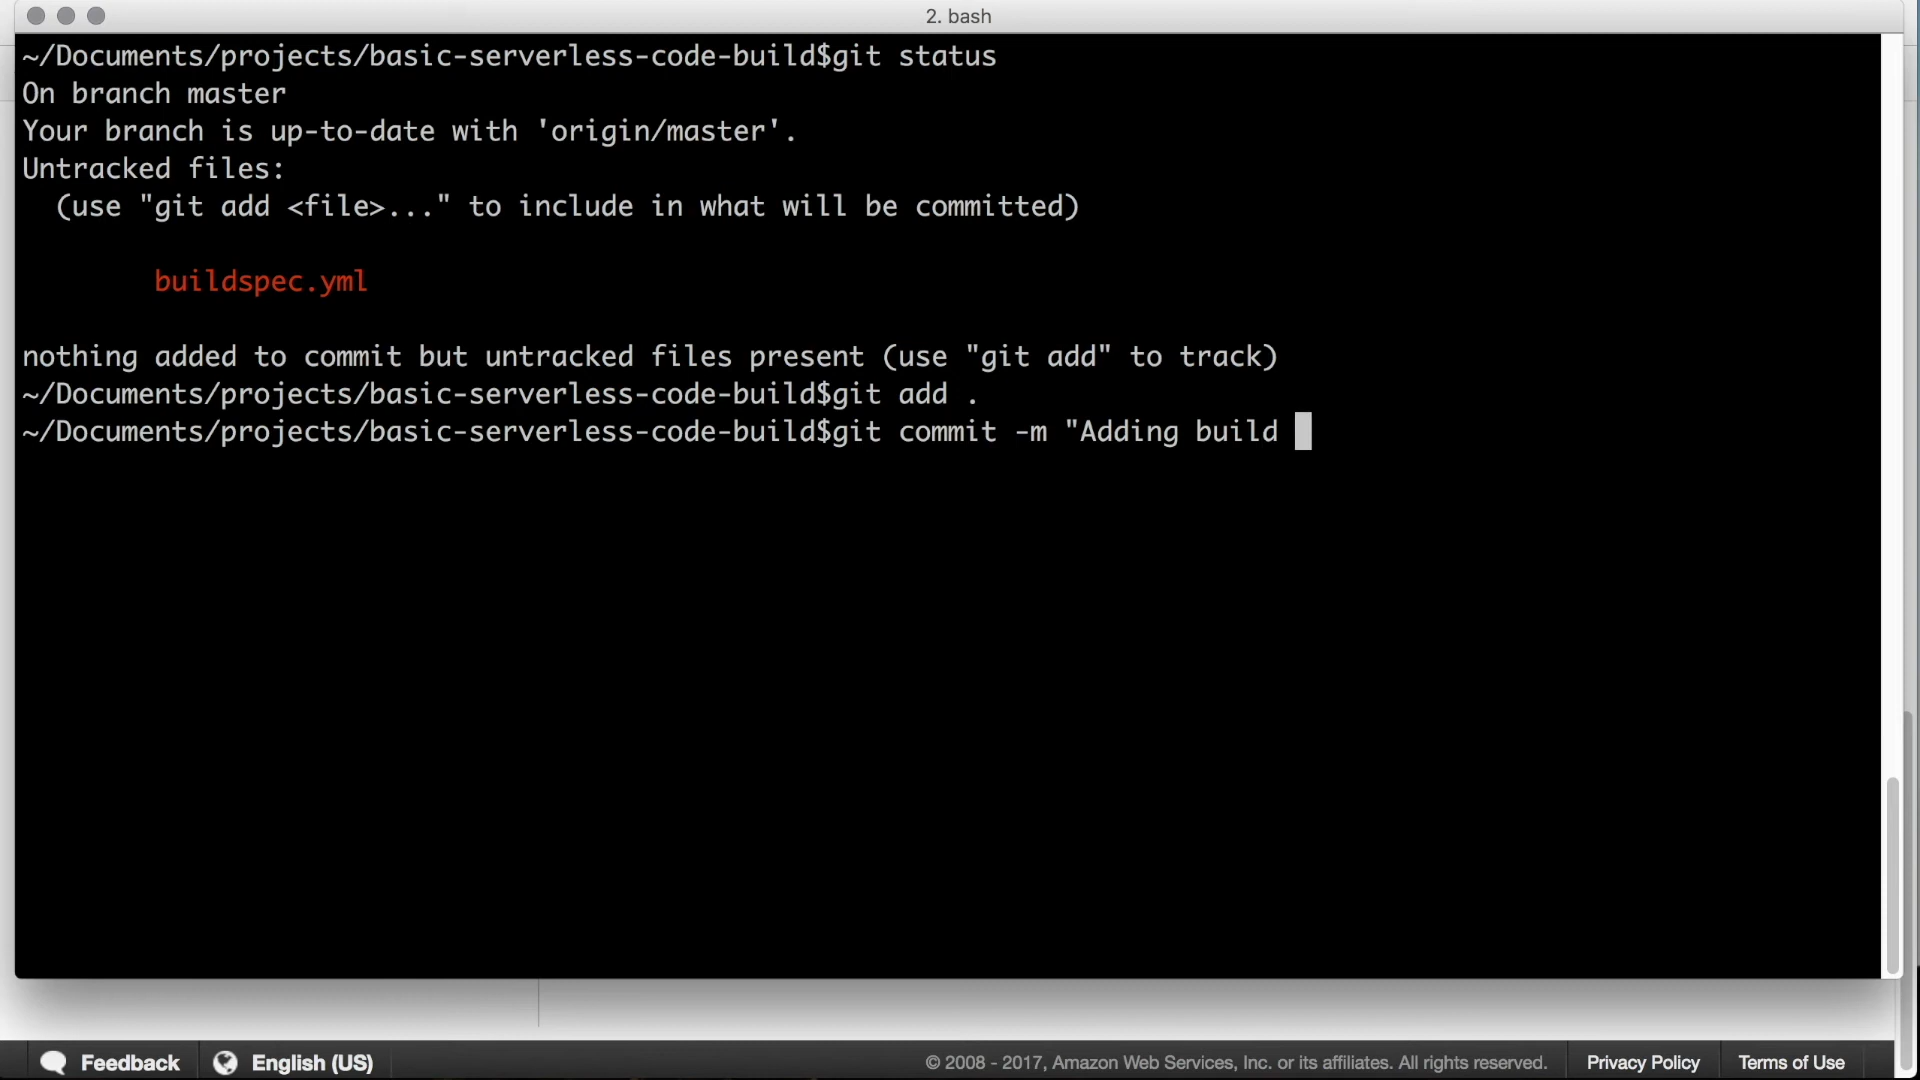 2. bash
~/Documents/projects/basic-serverless-code-build$git status
On branch master
Your branch is up-to-date with 'origin/master'.
Untracked files:
  (use "git add <file>..." to include in what will be committed)
        buildspec.yml
nothing added to commit but untracked files present (use "git add" to track)
~/Documents/projects/basic-serverless-code-build$git add .
~/Documents/projects/basic-serverless-code-build$git commit -m "Adding build
Feedback English (US) © 2008 - 2017, Amazon Web Services, Inc. or its affiliates. All rights reserved. Privacy Policy Terms of Use